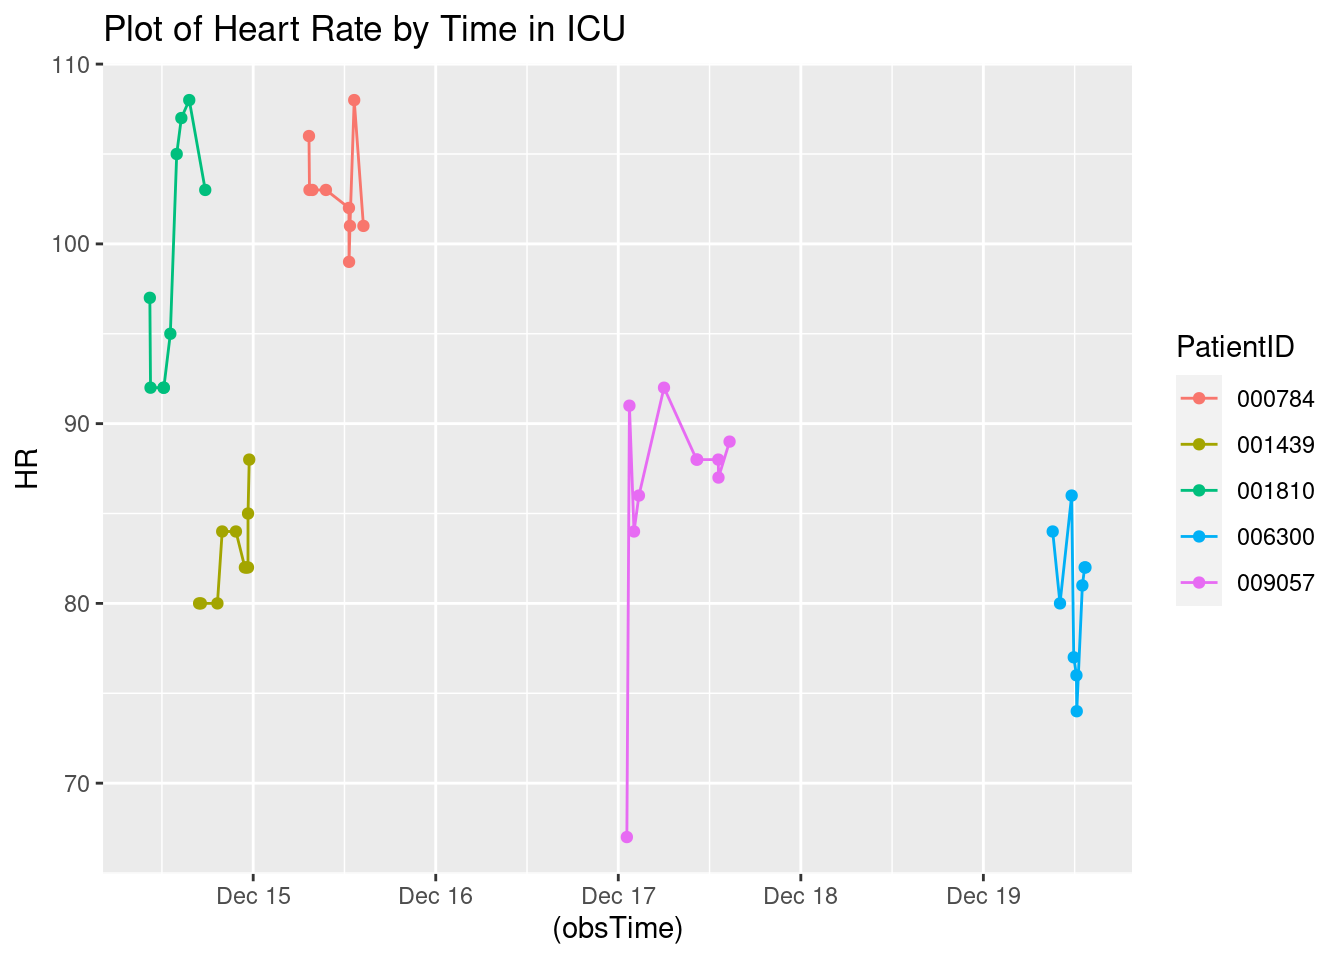 Plot of Heart Rate by Time in ICU
110
100
90
80
70
HR
Dec 15
Dec 16
Dec 17
Dec 18
Dec 19
(obsTime)
PatientID
000784
001439
001810
006300
009057